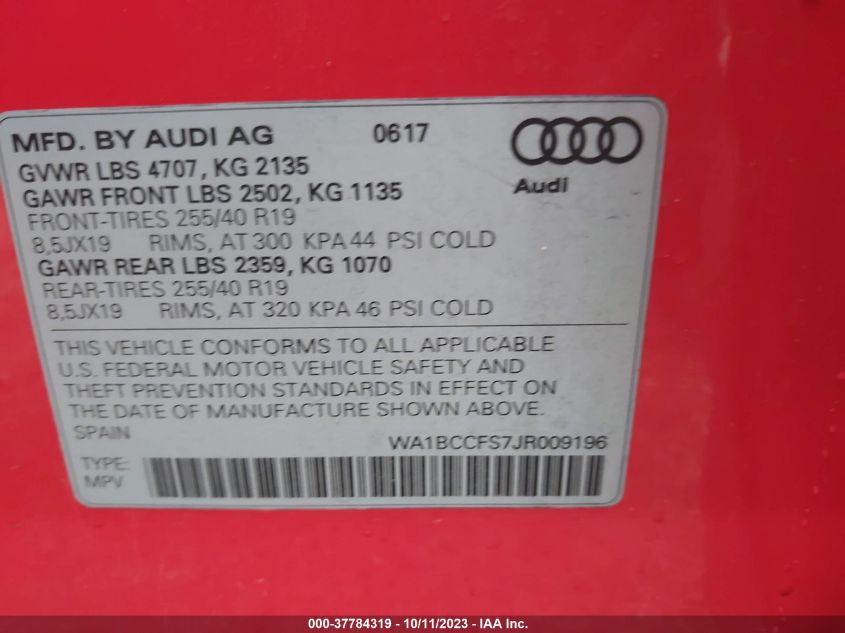 MFD. BY AUDI AG 0617
GVWR LBS 4707, KG 2135
GAWR FRONT LBS 2502, KG 1135
Audi
FRONT-TIRES 255/40 R19
8,5JX19 RIMS, AT 300 KPA 44 PSI COLD
GAWR REAR LBS 2359, KG 1070
REAR-TIRES 255/40 R19
8,5JX19 RIMS, AT 320 KPA 46 PSI COLD
THIS VEHICLE CONFORMS TO ALL APPLICABLE
U.S. FEDERAL MOTOR VEHICLE SAFETY AND
THEFT PREVENTION STANDARDS IN EFFECT ON
THE DATE OF MANUFACTURE SHOWN ABOVE.
SPAIN
WA1BCCFS7JR009196
TYPE:
MPV
000-37784319 - 10/11/2023 - IAA Inc.